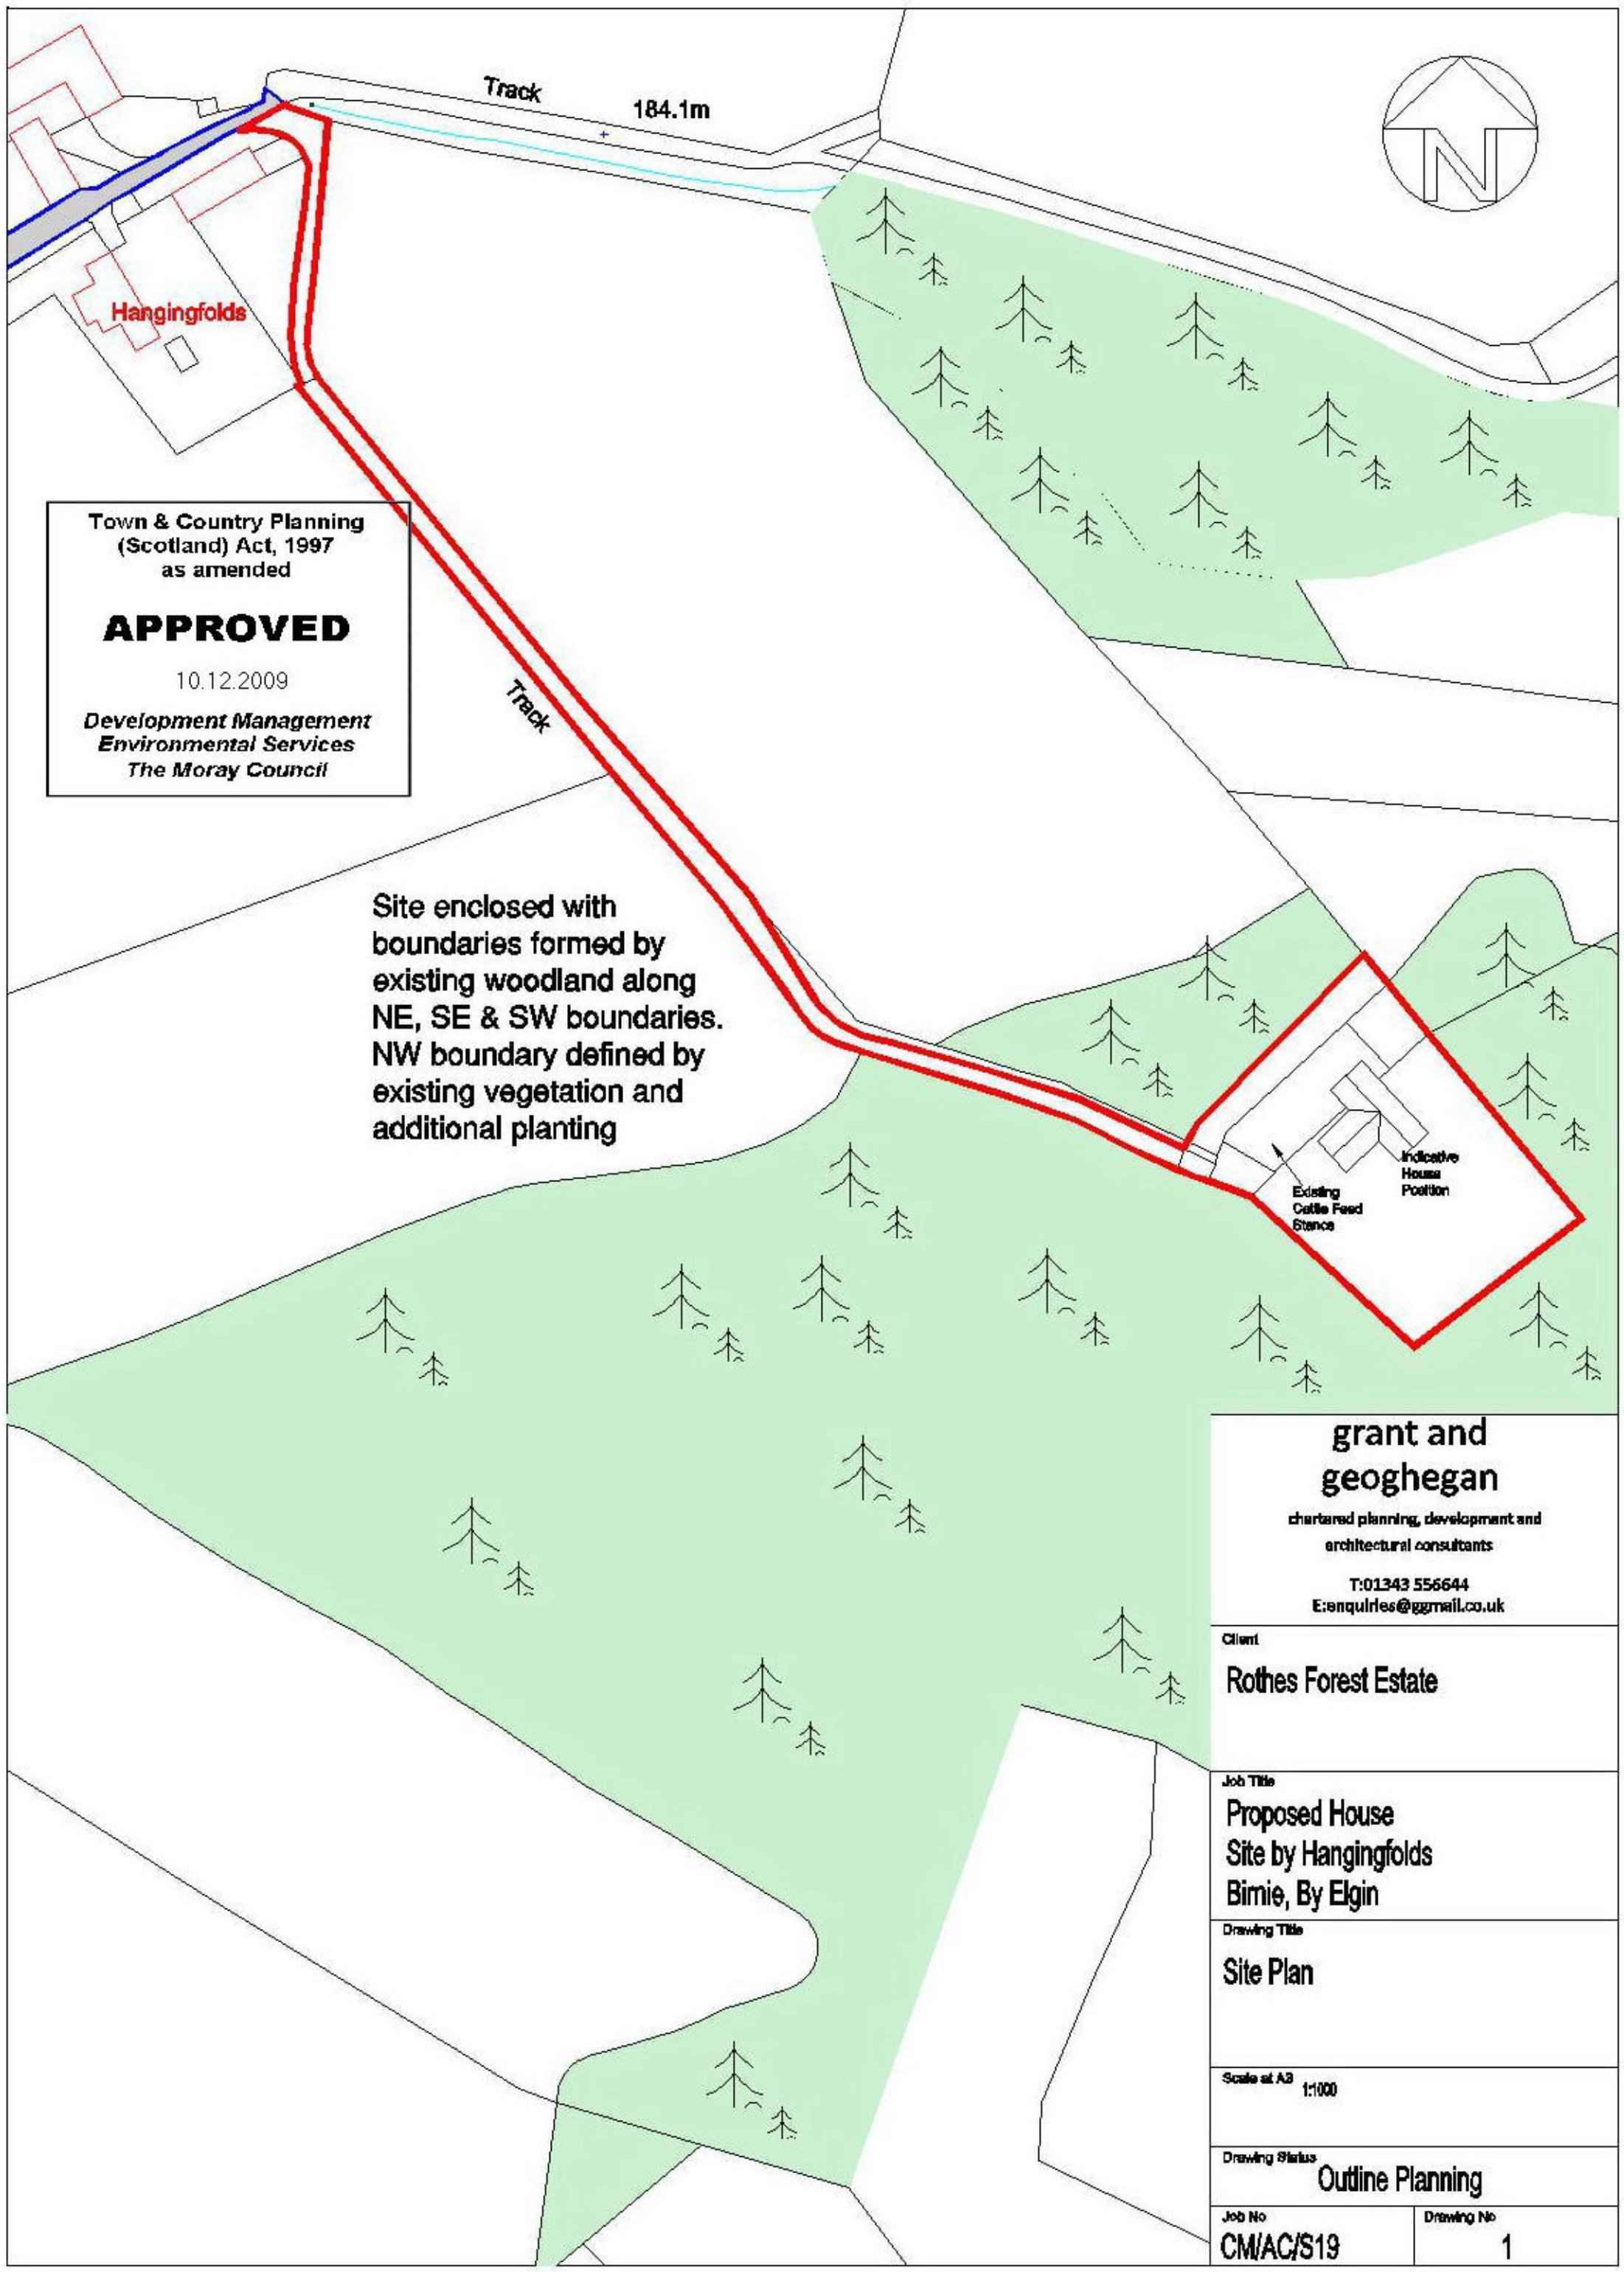 Track
184.1m
N
Hangingfolds
Town & Country Planning
(Scotland) Act, 1997
as amended
APPROVED
10.12.2009
Development Management
Environmental Services
The Moray Council
Track
Site enclosed with
boundaries formed by
existing woodland along
NE, SE & SW boundaries.
NW boundary defined by
existing vegetation and
additional planting
Indicative
House
Position
Existing
Cattle Feed
Stance
grant and
geoghegan
chartered planning, development and
architectural consultants
T:01343 556644
E:enquiries@ggmail.co.uk
Client
Rothes Forest Estate
Job Title
Proposed House
Site by Hangingfolds
Birnie, By Elgin
Drawing Title
Site Plan
Scale at A3
1:1000
Drawing Status
Outline Planning
Job No
CM/AC/S19
Drawing No
1